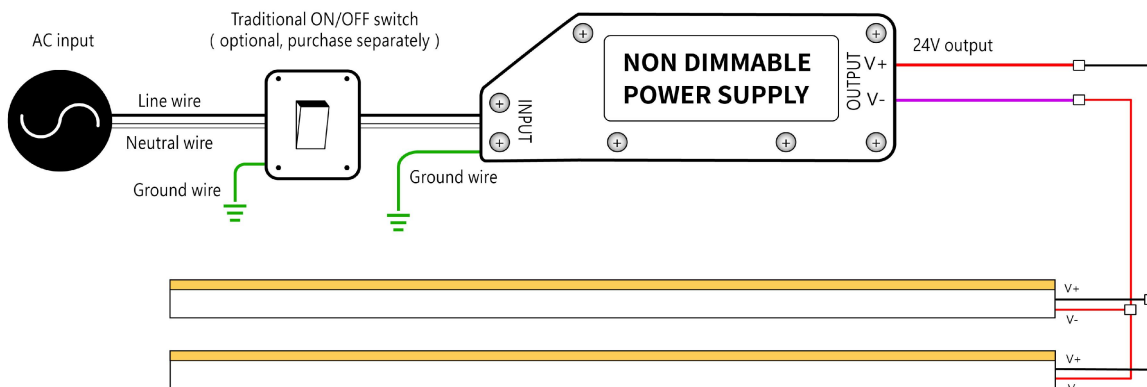 AC input
Traditional ON/OFF switch
( optional, purchase separately )
Line wire
Neutral wire
Ground wire
Ground wire
INPUT
NON DIMMABLE
POWER SUPPLY
OUTPUT
V+
V-
24V output
V+
V-
V+